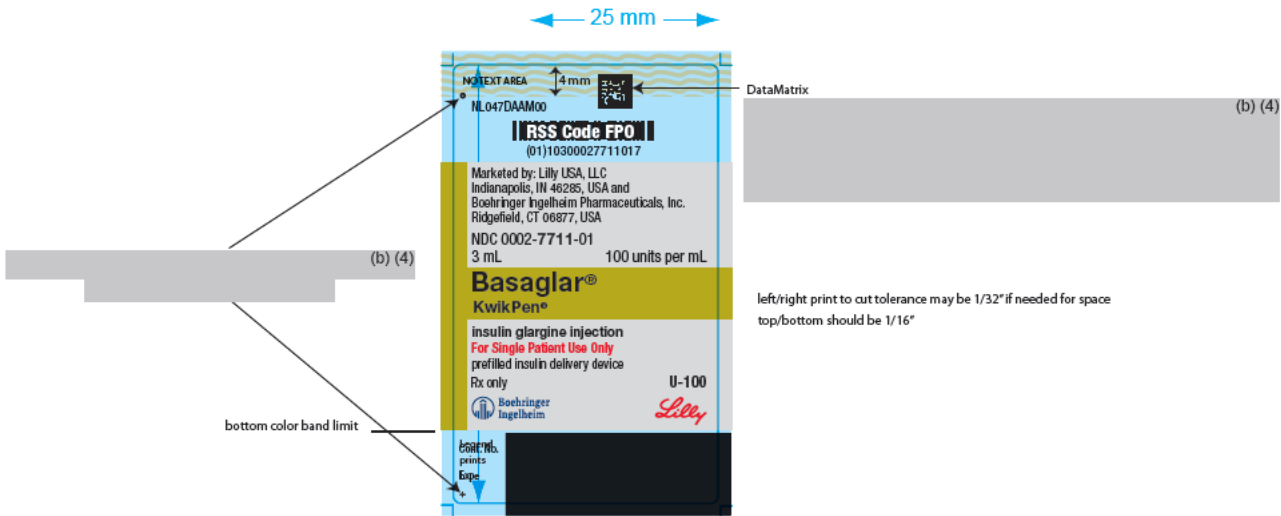 25 mm
NO TEXT AREA
4 mm
DataMatrix
NL047DAAM00
(b) (4)
RSS Code FPO
(01)10300027711017
Marketed by: Lilly USA, LLC
Indianapolis, IN 46285, USA and
Boehringer Ingelheim Pharmaceuticals, Inc.
Ridgefield, CT 06877, USA
NDC 0002-7711-01
3 mL 100 units per mL
(b) (4)
Basaglar®
KwikPen®
left/right print to cut tolerance may be 1/32" if needed for space
top/bottom should be 1/16"
insulin glargine injection
For Single Patient Use Only
prefilled insulin delivery device
Rx only U-100
Boehringer
Ingelheim
Lilly
bottom color band limit
Legend
Cont. No.
prints